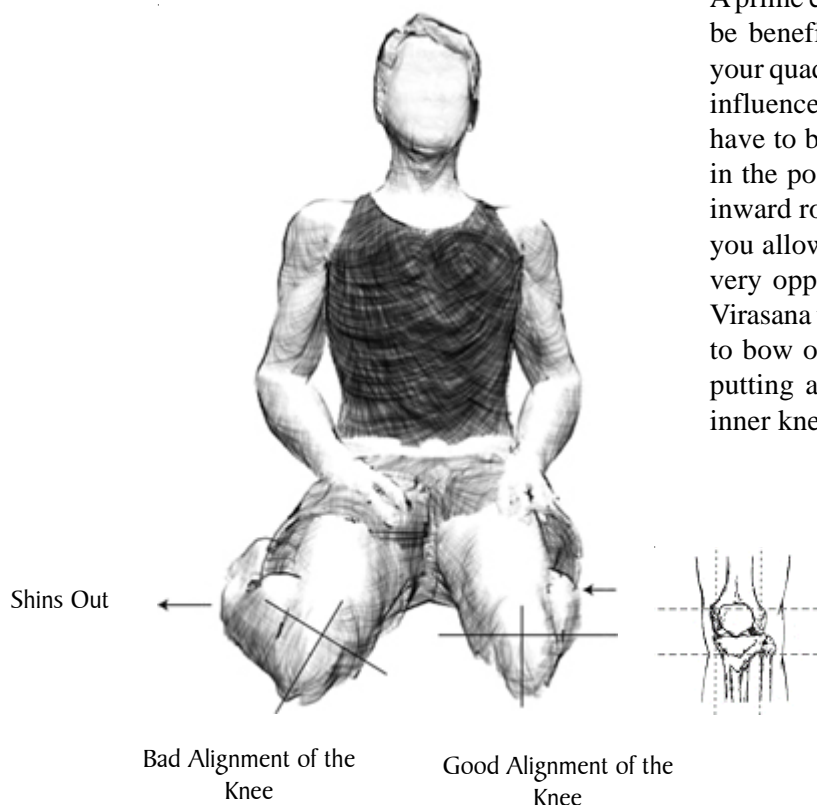 A prime
be benefi
your quad
influence
have to b
in the po
inward ro
you allow
very opp
Virasana
to bow o
putting a
inner kne
Shins Out
Bad Alignment of the
Knee
Good Alignment of the
Knee